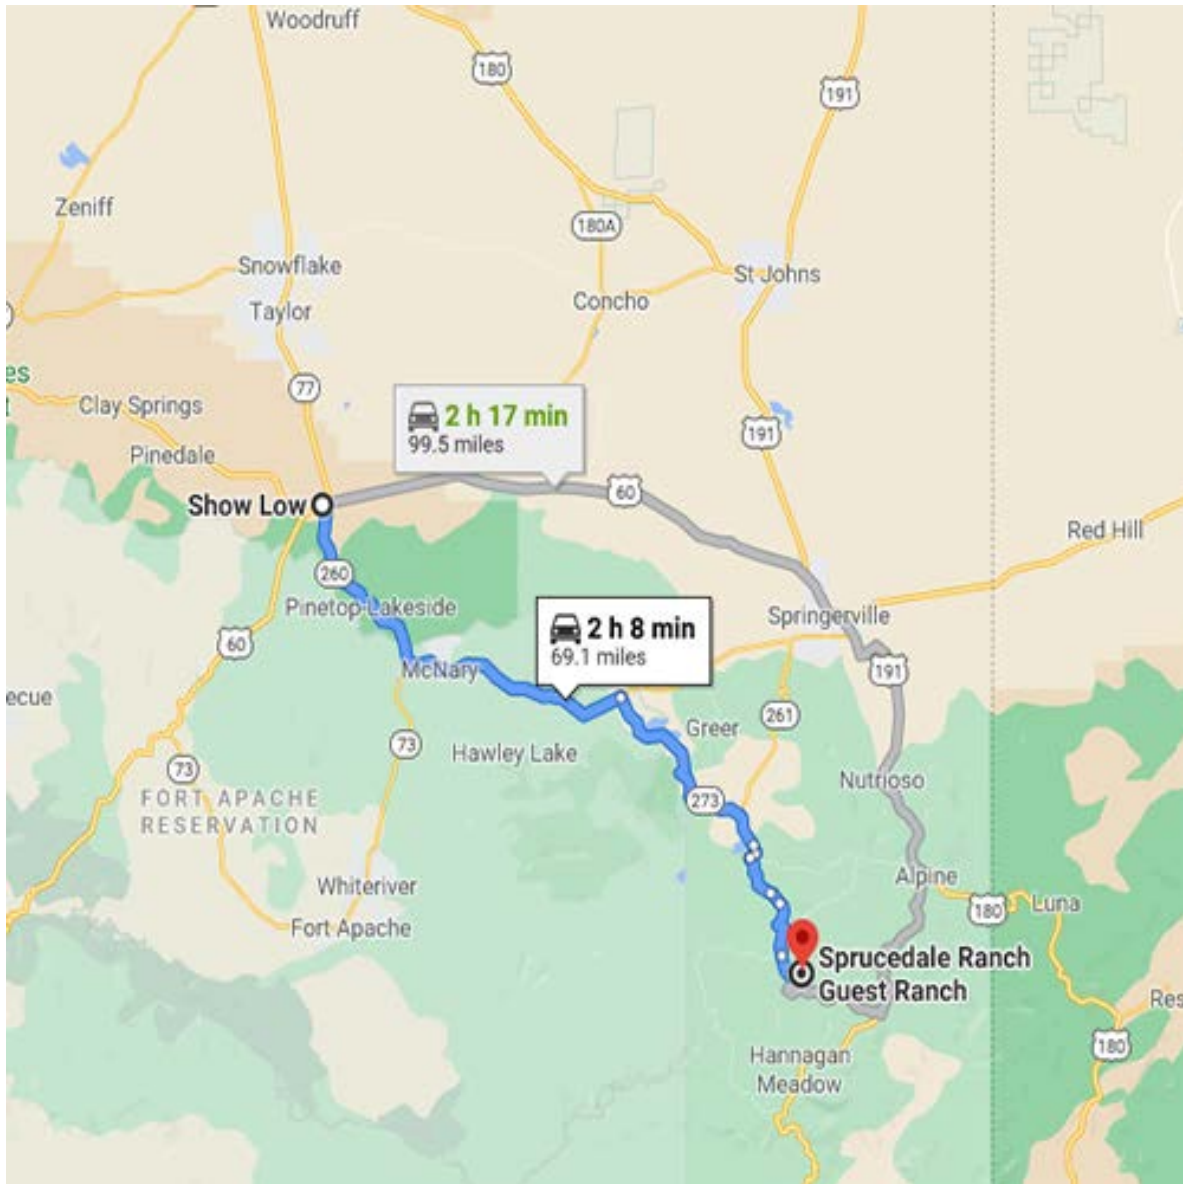 Woodruff
180
191
Zeniff
180A
Snowflake
St Johns
Taylor
Concho
es
t
77
2 h 17 min
99.5 miles
Clay Springs
191
Pinedale
Show Low
60
Red Hill
260
Pinetop-Lakeside
Springerville
2 h 8 min
69.1 miles
60
McNary
191
ecue
261
Greer
73
Hawley Lake
73
Nutrioso
FORT APACHE
RESERVATION
273
Whiteriver
Alpine
180
Luna
Fort Apache
Sprucedale Ranch
Guest Ranch
Res
180
Hannagan
Meadow